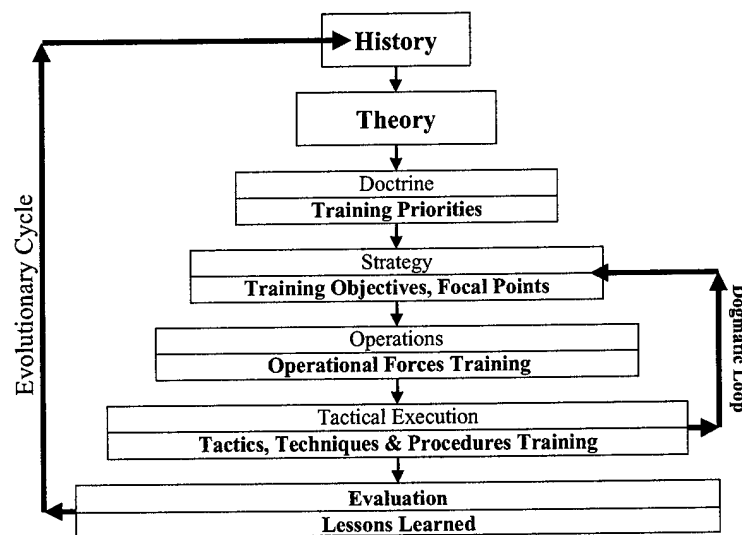 History
Theory
Doctrine
Training Priorities
Strategy
Training Objectives, Focal Points
Operations
Operational Forces Training
Tactical Execution
Tactics, Techniques & Procedures Training
Evaluation
Lessons Learned
Evolutionary Cycle
Dogmatic Loop